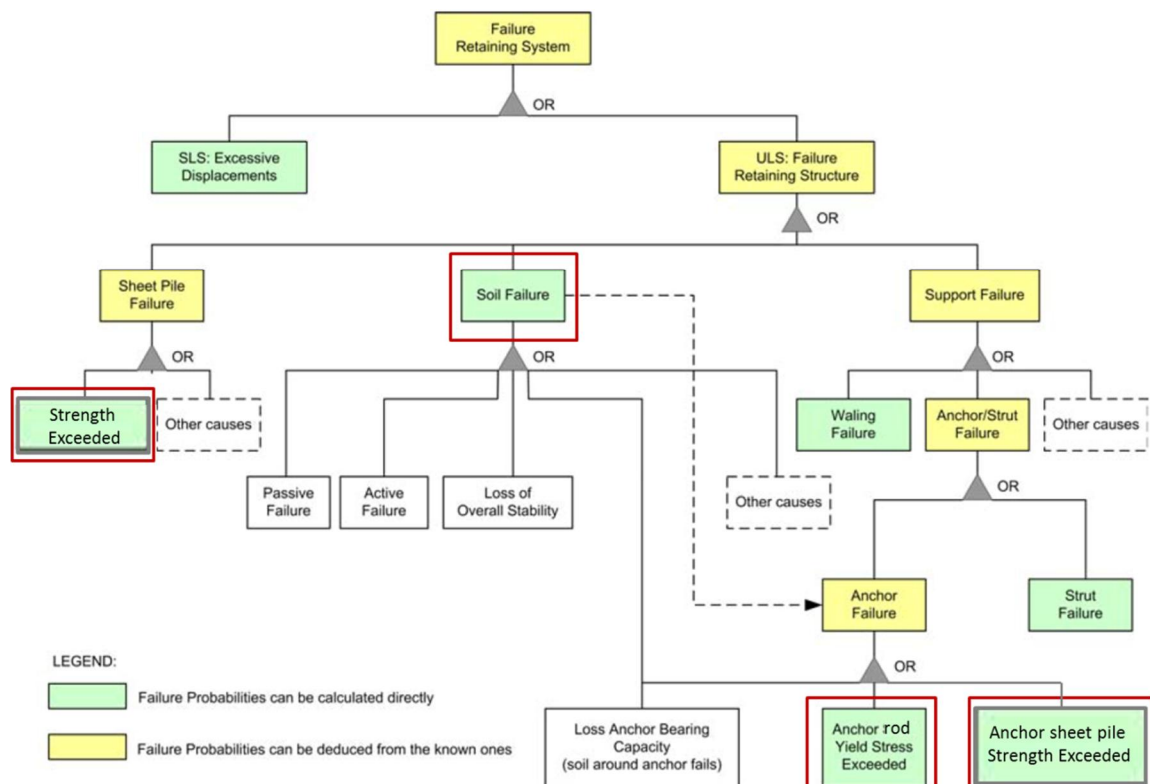 Failure
Retaining System
OR
SLS: Excessive
Displacements
ULS: Failure
Retaining Structure
OR
Sheet Pile
Failure
Soil Failure
Support Failure
OR
OR
OR
Strength
Exceeded
Other causes
Waling
Failure
Anchor/Strut
Failure
Other causes
Passive
Failure
Active
Failure
Loss of
Overall Stability
Other causes
OR
Anchor
Failure
Strut
Failure
LEGEND:
OR
Failure Probabilities can be calculated directly
Failure Probabilities can be deduced from the known ones
Loss Anchor Bearing
Capacity
(soil around anchor fails)
Anchor rod
Yield Stress
Exceeded
Anchor sheet pile
Strength Exceeded